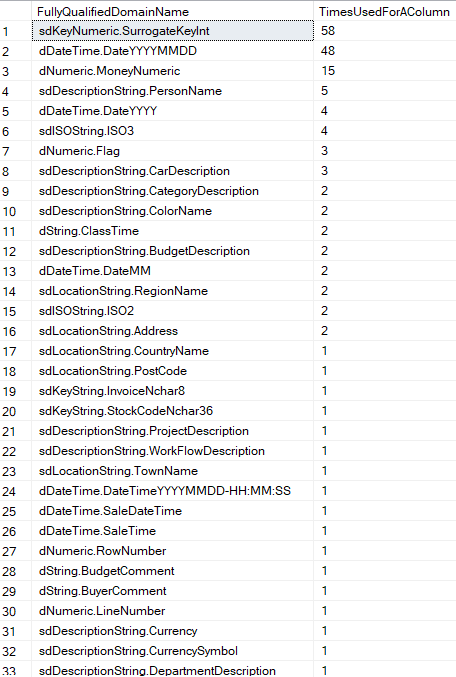 FullyQualifiedDomainName TimesUsedForAColumn
1 sdKeyNumeric.SurrogateKeyInt 58
2 dDateTime.DateYYYYMMDD 48
3 dNumeric.MoneyNumeric 15
4 sdDescriptionString.PersonName 5
5 dDateTime.DateYYYY 4
6 sdISOString.ISO3 4
7 dNumeric.Flag 3
8 sdDescriptionString.CarDescription 3
9 sdDescriptionString.CategoryDescription 2
10 sdDescriptionString.ColorName 2
11 dString.ClassTime 2
12 sdDescriptionString.BudgetDescription 2
13 dDateTime.DateMM 2
14 sdLocationString.RegionName 2
15 sdISOString.ISO2 2
16 sdLocationString.Address 2
17 sdLocationString.CountryName 1
18 sdLocationString.PostCode 1
19 sdKeyString.InvoiceNchar8 1
20 sdKeyString.StockCodeNchar36 1
21 sdDescriptionString.ProjectDescription 1
22 sdDescriptionString.WorkFlowDescription 1
23 sdLocationString.TownName 1
24 dDateTime.DateTimeYYYYMMDD-HH:MM:SS 1
25 dDateTime.SaleDateTime 1
26 dDateTime.SaleTime 1
27 dNumeric.RowNumber 1
28 dString.BudgetComment 1
29 dString.BuyerComment 1
30 dNumeric.LineNumber 1
31 sdDescriptionString.Currency 1
32 sdDescriptionString.CurrencySymbol 1
33 sdDescriptionString.DepartmentDescription 1